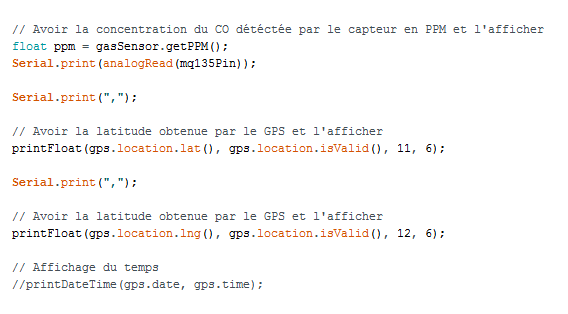 // Avoir la concentration du CO détéctée par le capteur en PPM et l'afficher
float ppm = gasSensor.getPPM();
Serial.print(analogRead(mq135Pin));
Serial.print(",");
// Avoir la latitude obtenue par le GPS et l'afficher
printFloat(gps.location.lat(), gps.location.isValid(), 11, 6);
Serial.print(",");
// Avoir la latitude obtenue par le GPS et l'afficher
printFloat(gps.location.lng(), gps.location.isValid(), 12, 6);
// Affichage du temps
//printDateTime(gps.date, gps.time);